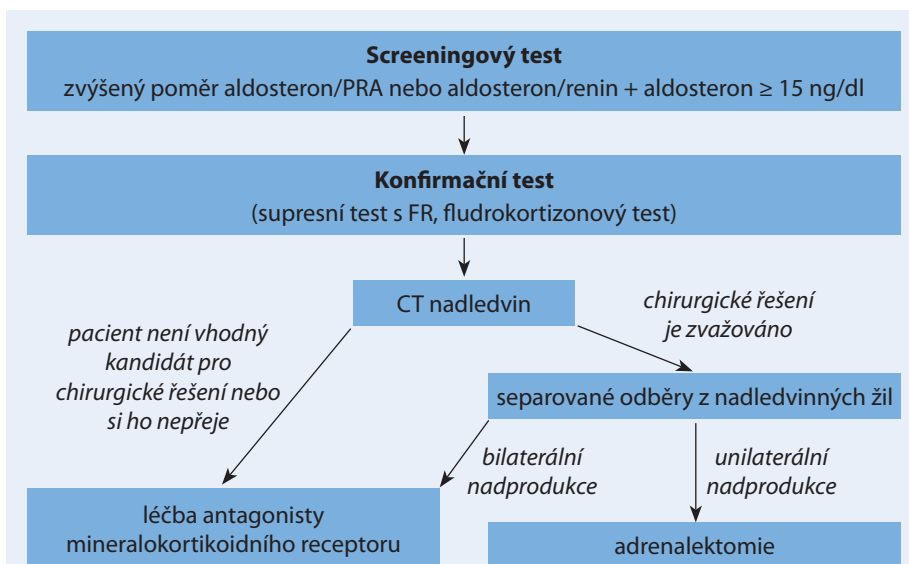 Screeningový test
zvýšený poměr aldosteron/PRA nebo aldosteron/renin + aldosteron ≥ 15 ng/dl
Konfirmační test
(supresní test s FR, fludrokortizonový test)
CT nadledvin
pacient není vhodný
kandidát pro
chirurgické řešení nebo
si ho nepřeje
chirurgické řešení
je zvažováno
separované odběry z nadledvinných žil
bilaterální
nadprodukce
unilaterální
nadprodukce
léčba antagonisty
mineralokortikoidního receptoru
adrenalektomie